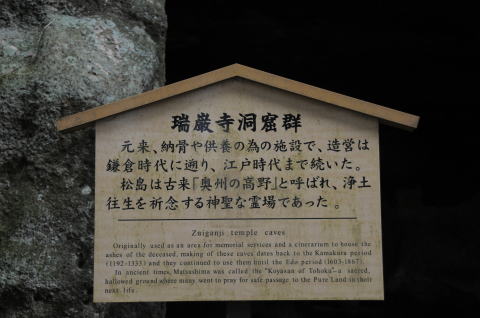 瑞巌寺洞窟群
元来、納骨や供養の為の施設で、造営は
鎌倉時代に遡り、江戸時代まで続いた。
松島は古来「奥州の高野」と呼ばれ、浄土
往生を祈念する神聖な霊場であった。
Zuiganji temple caves
Originally used as an area for memorial services and a cinerarium to house the
ashes of the deceased, making of these caves dates back to the Kamakura period
(1192-1333) and they continued to use them until the Edo period (1603-1867).
In ancient times, Matsushima was called the "Koyasan of Tohoku"-a sacred,
hallowed ground where many went to pray for safe passage to the Pure Land in their
next life.